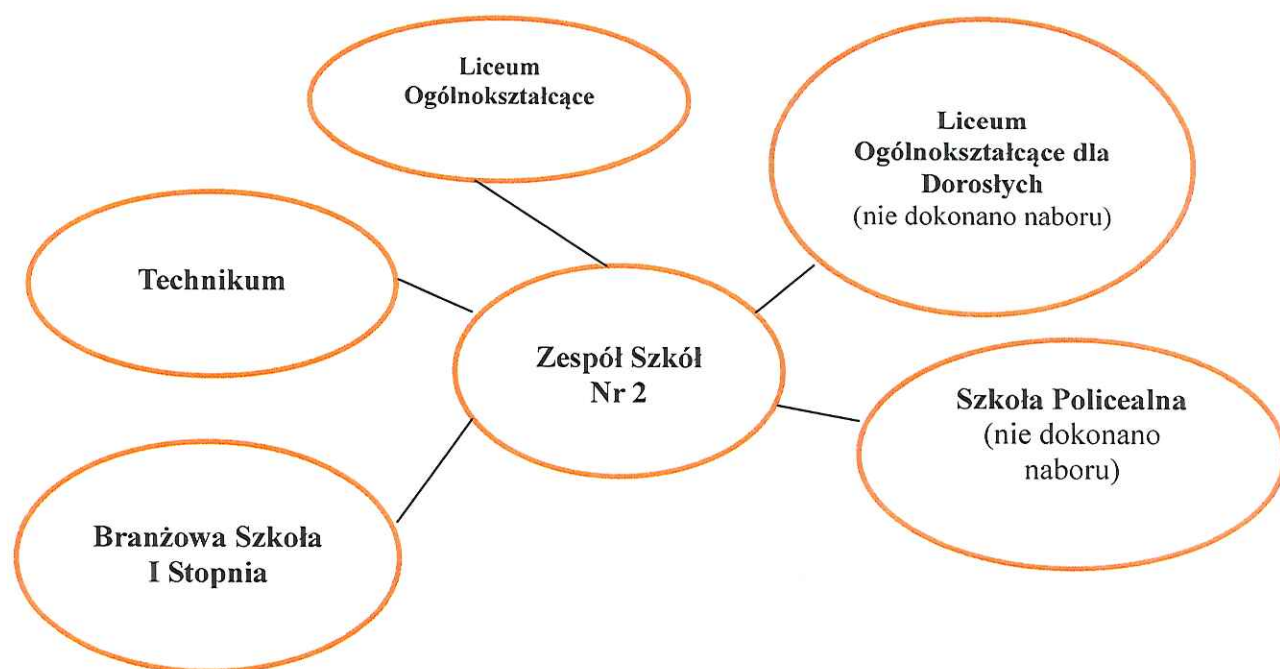 Liceum
Ogólnokształcące
Liceum
Ogólnokształcące dla
Dorosłych
(nie dokonano naboru)
Technikum
Zespół Szkół
Nr 2
Szkoła Policealna
(nie dokonano
naboru)
Branżowa Szkoła
I Stopnia